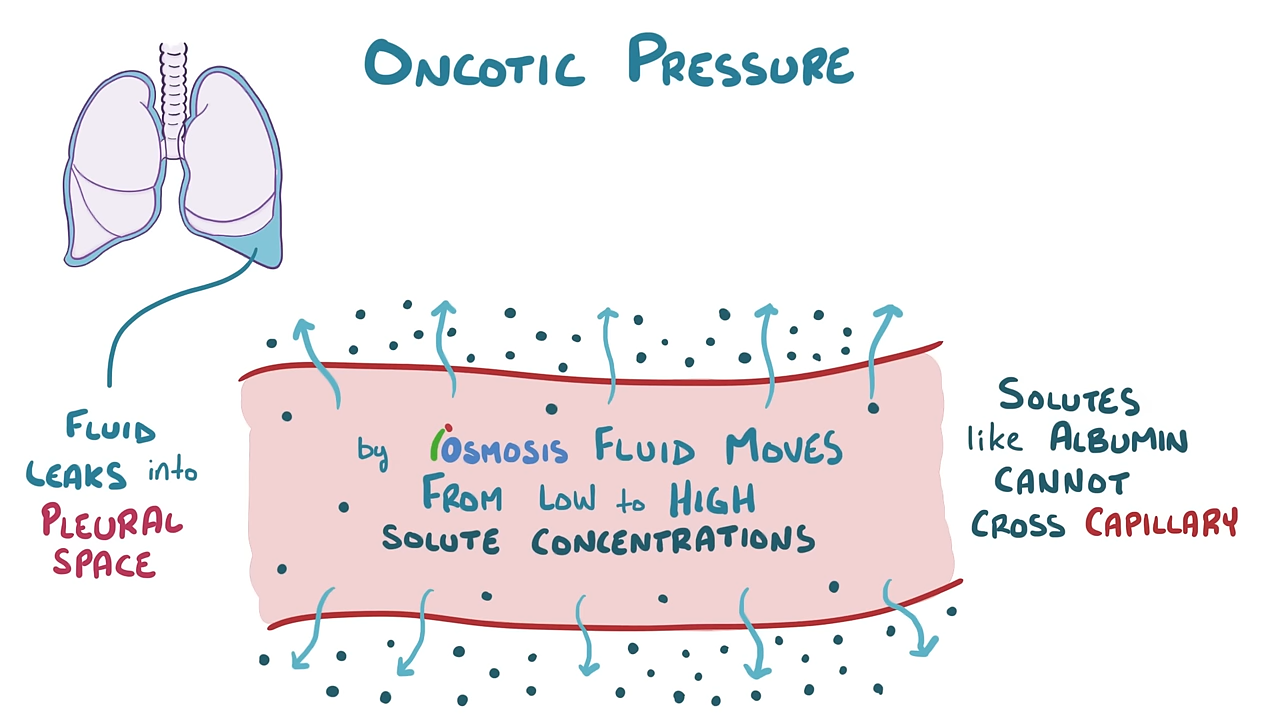 ONCOTIC PRESSURE
FLUID
LEAKS into
PLEURAL
SPACE
by OSMOSIS FLUID MOVES
FROM LOW to HIGH
SOLUTE CONCENTRATIONS
SOLUTES
like ALBUMIN
CANNOT
CROSS CAPILLARY